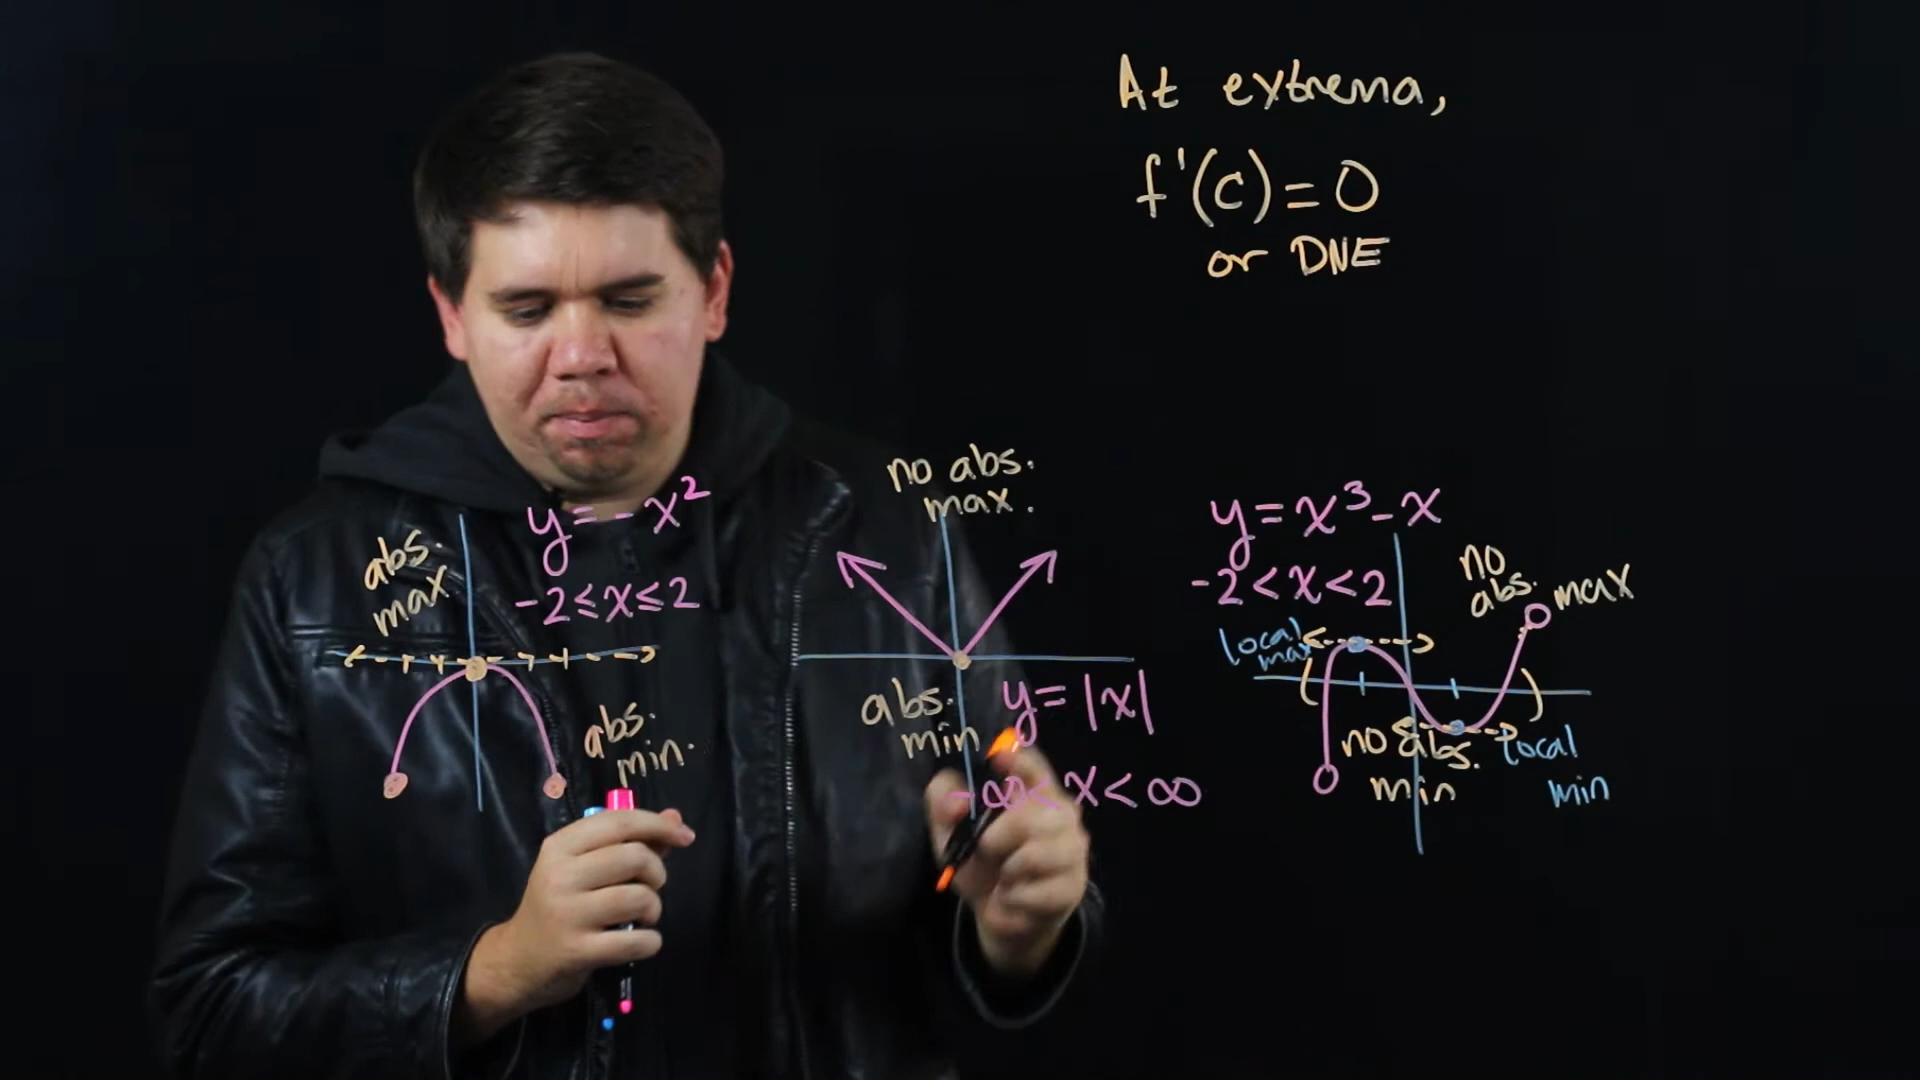 At extrema,
f'(c)=0
or DNE
y=-x²
-2≤x≤2
abs.
max
abs.
min.
no abs.
max.
abs.
min
y=|x|
-∞<x<∞
y=x³-x
-2<x<2
no
abs.
max
local
max
no abs.
min
local
min